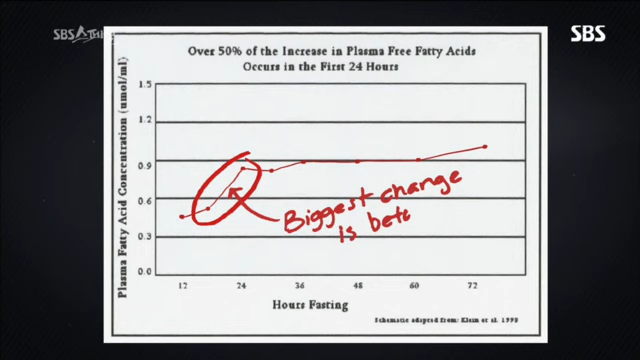 SBS
SBS
Over 50% of the Increase in Plasma Free Fatty Acids
Occurs in the First 24 Hours
Plasma Fatty Acid Concentration (umol/ml)
1.5
1.2
0.9
0.6
0.3
0.0
Biggest change
is betc
12
24
36
48
60
72
Hours Fasting
Schematic adapted from: Klein et al. 1998